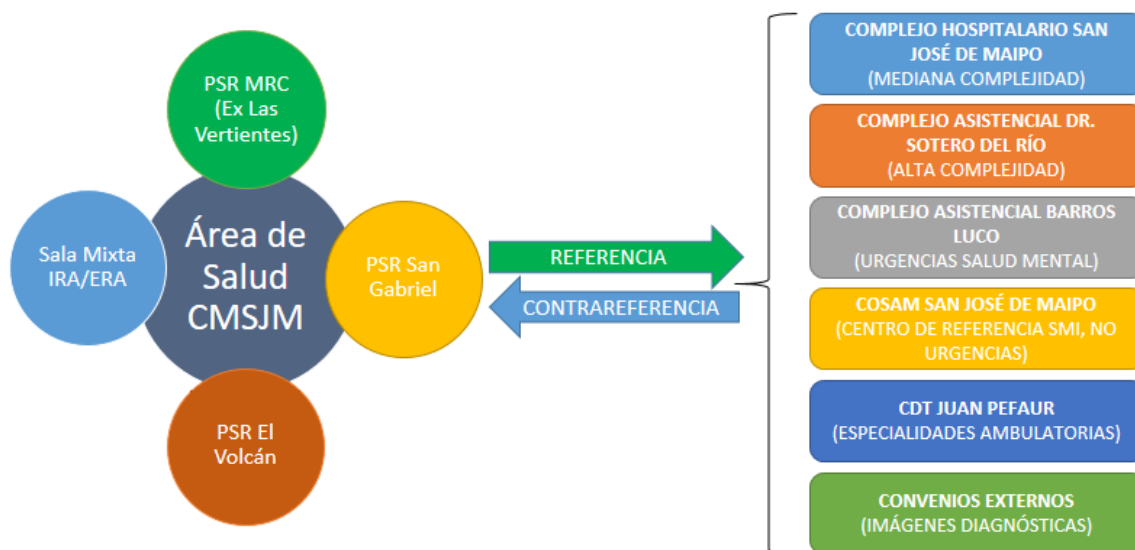 PSR MRC
(Ex Las
Vertientes)
Sala Mixta
IRA/ERA
Área de
Salud
CMSJM
PSR San
Gabriel
PSR El
Volcán
REFERENCIA
CONTRAREFERENCIA
COMPLEJO HOSPITALARIO SAN
JOSÉ DE MAIPO
(MEDIANA COMPLEJIDAD)
COMPLEJO ASISTENCIAL DR.
SOTERO DEL RÍO
(ALTA COMPLEJIDAD)
COMPLEJO ASISTENCIAL BARROS
LUCO
(URGENCIAS SALUD MENTAL)
COSAM SAN JOSÉ DE MAIPO
(CENTRO DE REFERENCIA SMI, NO
URGENCIAS)
CDT JUAN PEFAUR
(ESPECIALIDADES AMBULATORIAS)
CONVENIOS EXTERNOS
(IMÁGENES DIAGNÓSTICAS)